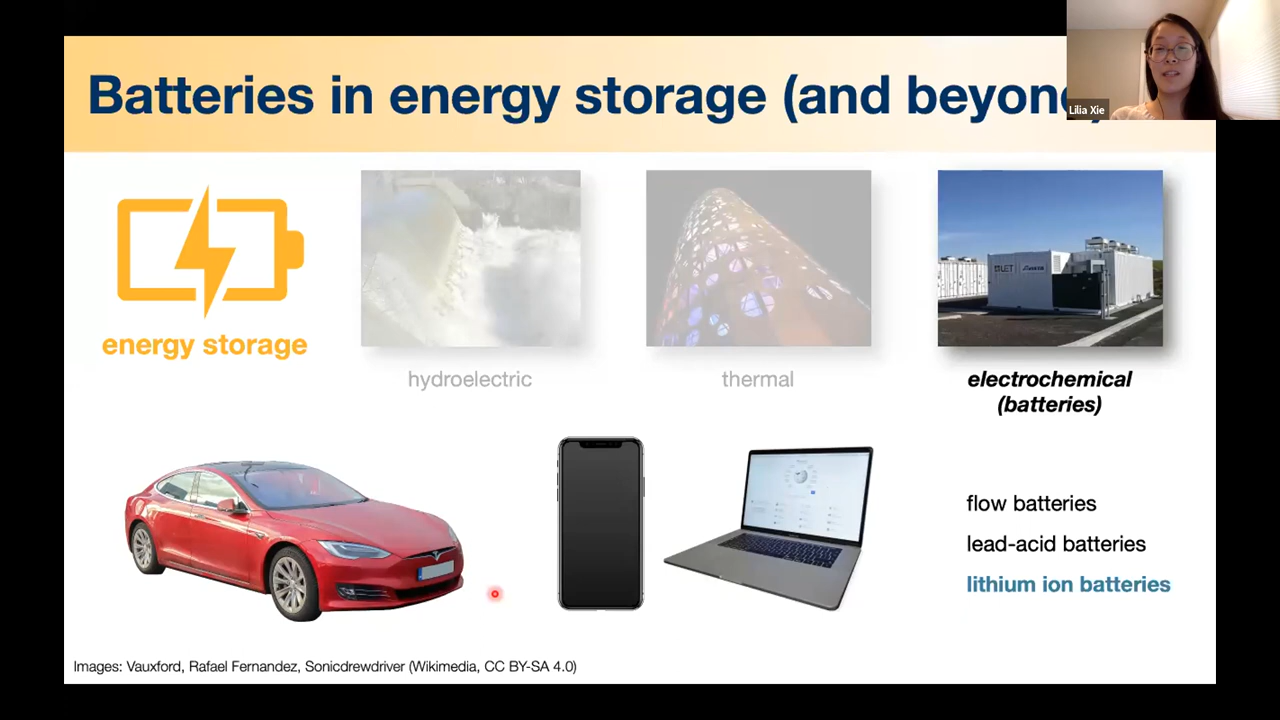 Batteries in energy storage (and beyond)
Lilia Xie
energy storage
hydroelectric
thermal
electrochemical
(batteries)
flow batteries
lead-acid batteries
lithium ion batteries
Images: Vauxford, Rafael Fernandez, Sonicdrewdriver (Wikimedia, CC BY-SA 4.0)